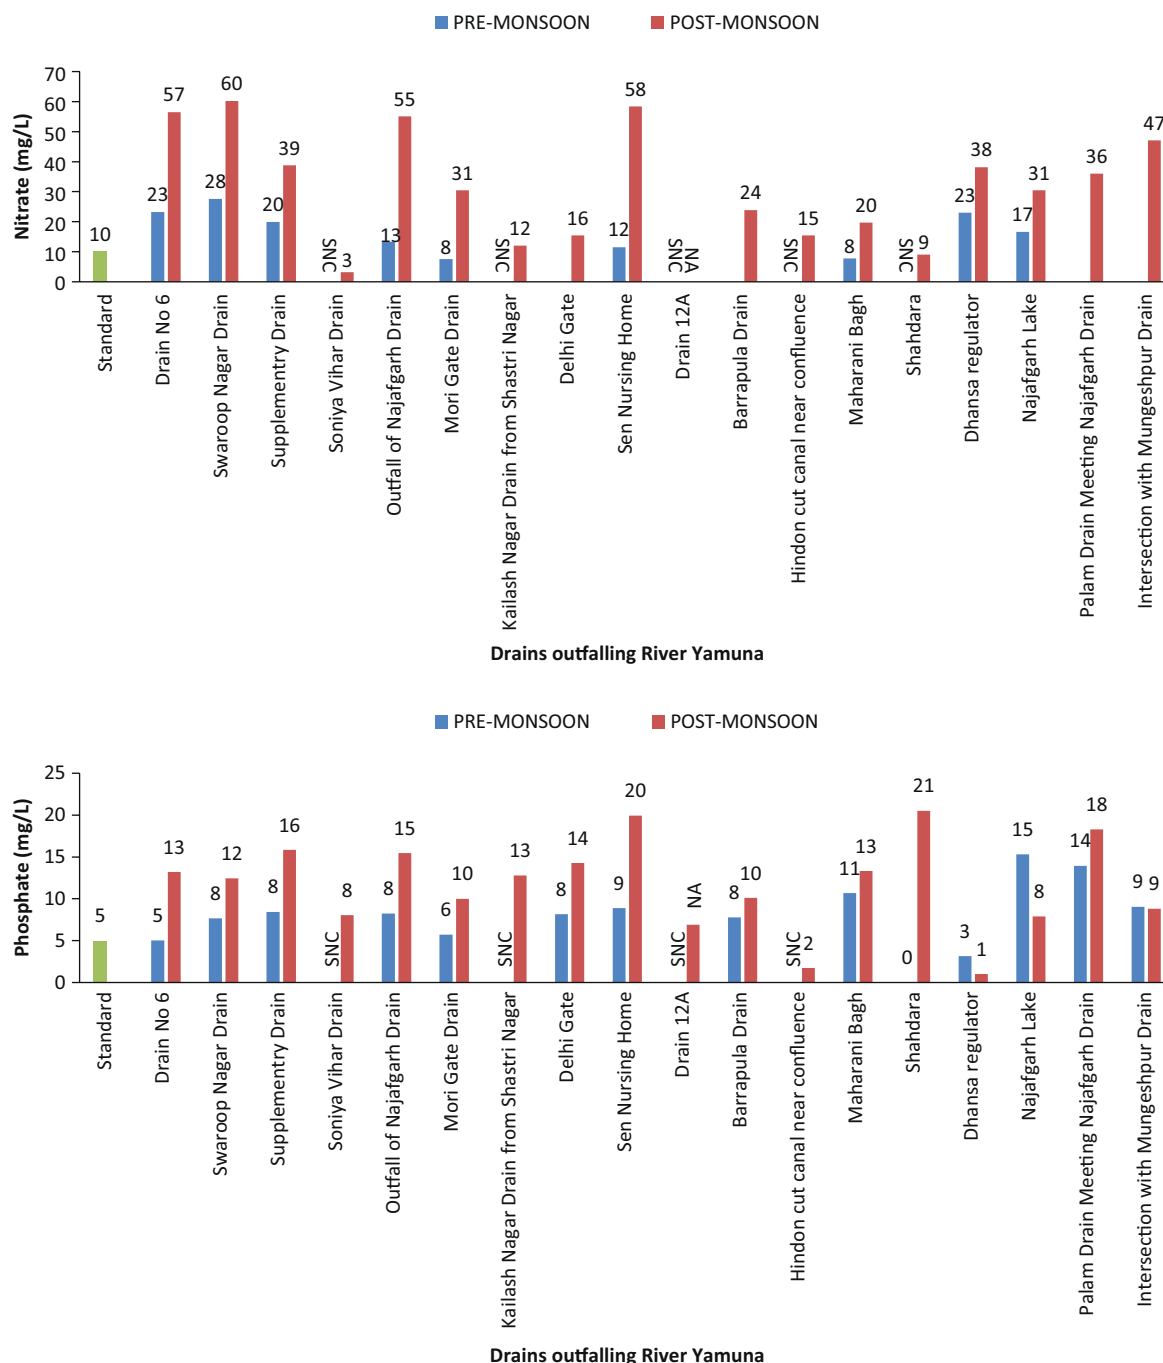 PRE-MONSOON POST-MONSOON
Nitrate (mg/L)
70
60
50
40
30
20
10
0
10
23 57
28 60
20 39
SNC 3
13 55
8 31
SNC 12
16
12 58
SNC NA
24
SNC 15
8 20
SNC 9
23 38
17 31
36
47
Standard
Drain No 6
Swaroop Nagar Drain
Supplementry Drain
Soniya Vihar Drain
Outfall of Najafgarh Drain
Mori Gate Drain
Kailash Nagar Drain from Shastri Nagar
Delhi Gate
Sen Nursing Home
Drain 12A
Barrapula Drain
Hindon cut canal near confluence
Maharani Bagh
Shahdara
Dhansa regulator
Najafgarh Lake
Palam Drain Meeting Najafgarh Drain
Intersection with Mungeshpur Drain
Drains outfalling River Yamuna
PRE-MONSOON POST-MONSOON
Phosphate (mg/L)
25
20
15
10
5
0
5
5 13
8 12
8 16
SNC 8
8 15
6 10
SNC 13
8 14
9 20
SNC NA
8 10
SNC 2
11 13
0 21
3 1
15 8
14 18
9 9
Standard
Drain No 6
Swaroop Nagar Drain
Supplementry Drain
Soniya Vihar Drain
Outfall of Najafgarh Drain
Mori Gate Drain
Kailash Nagar Drain from Shastri Nagar
Delhi Gate
Sen Nursing Home
Drain 12A
Barrapula Drain
Hindon cut canal near confluence
Maharani Bagh
Shahdara
Dhansa regulator
Najafgarh Lake
Palam Drain Meeting Najafgarh Drain
Intersection with Mungeshpur Drain
Drains outfalling River Yamuna